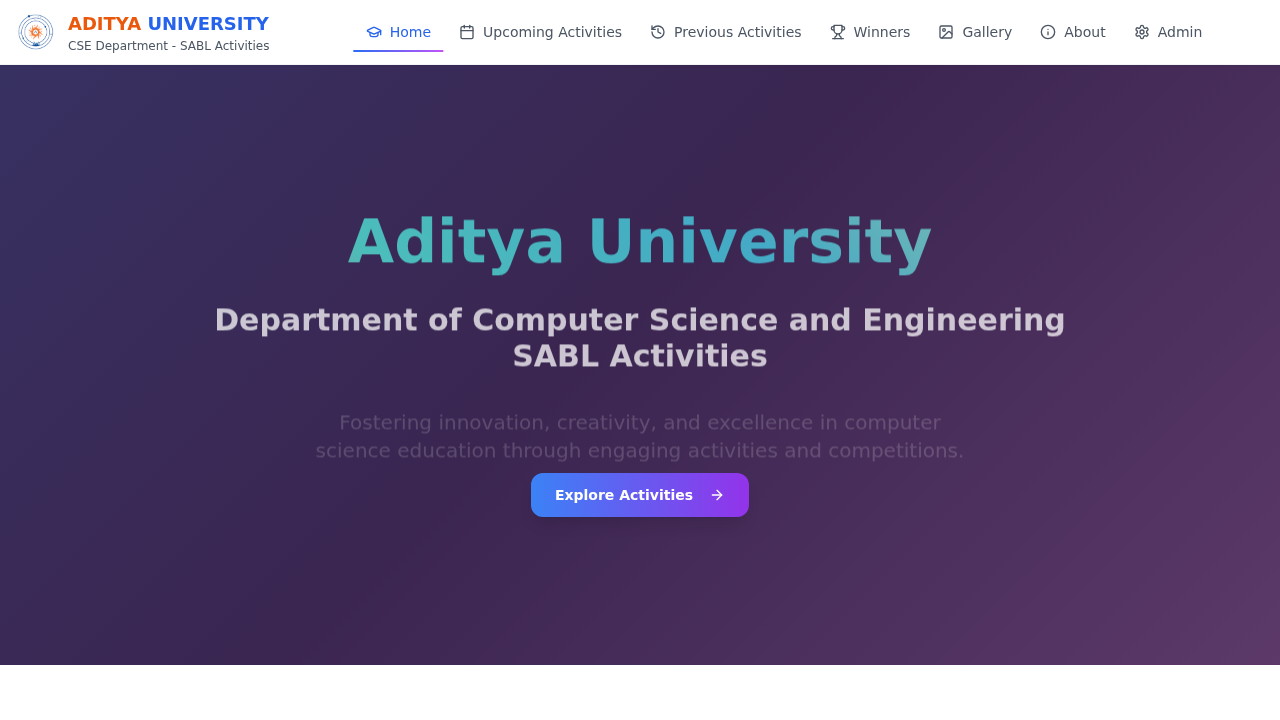 ADITYA UNIVERSITY
CSE Department - SABL Activities
Home
Upcoming Activities
Previous Activities
Winners
Gallery
About
Admin
Aditya University
Department of Computer Science and Engineering
SABL Activities
Fostering innovation, creativity, and excellence in computer
science education through engaging activities and competitions.
Explore Activities